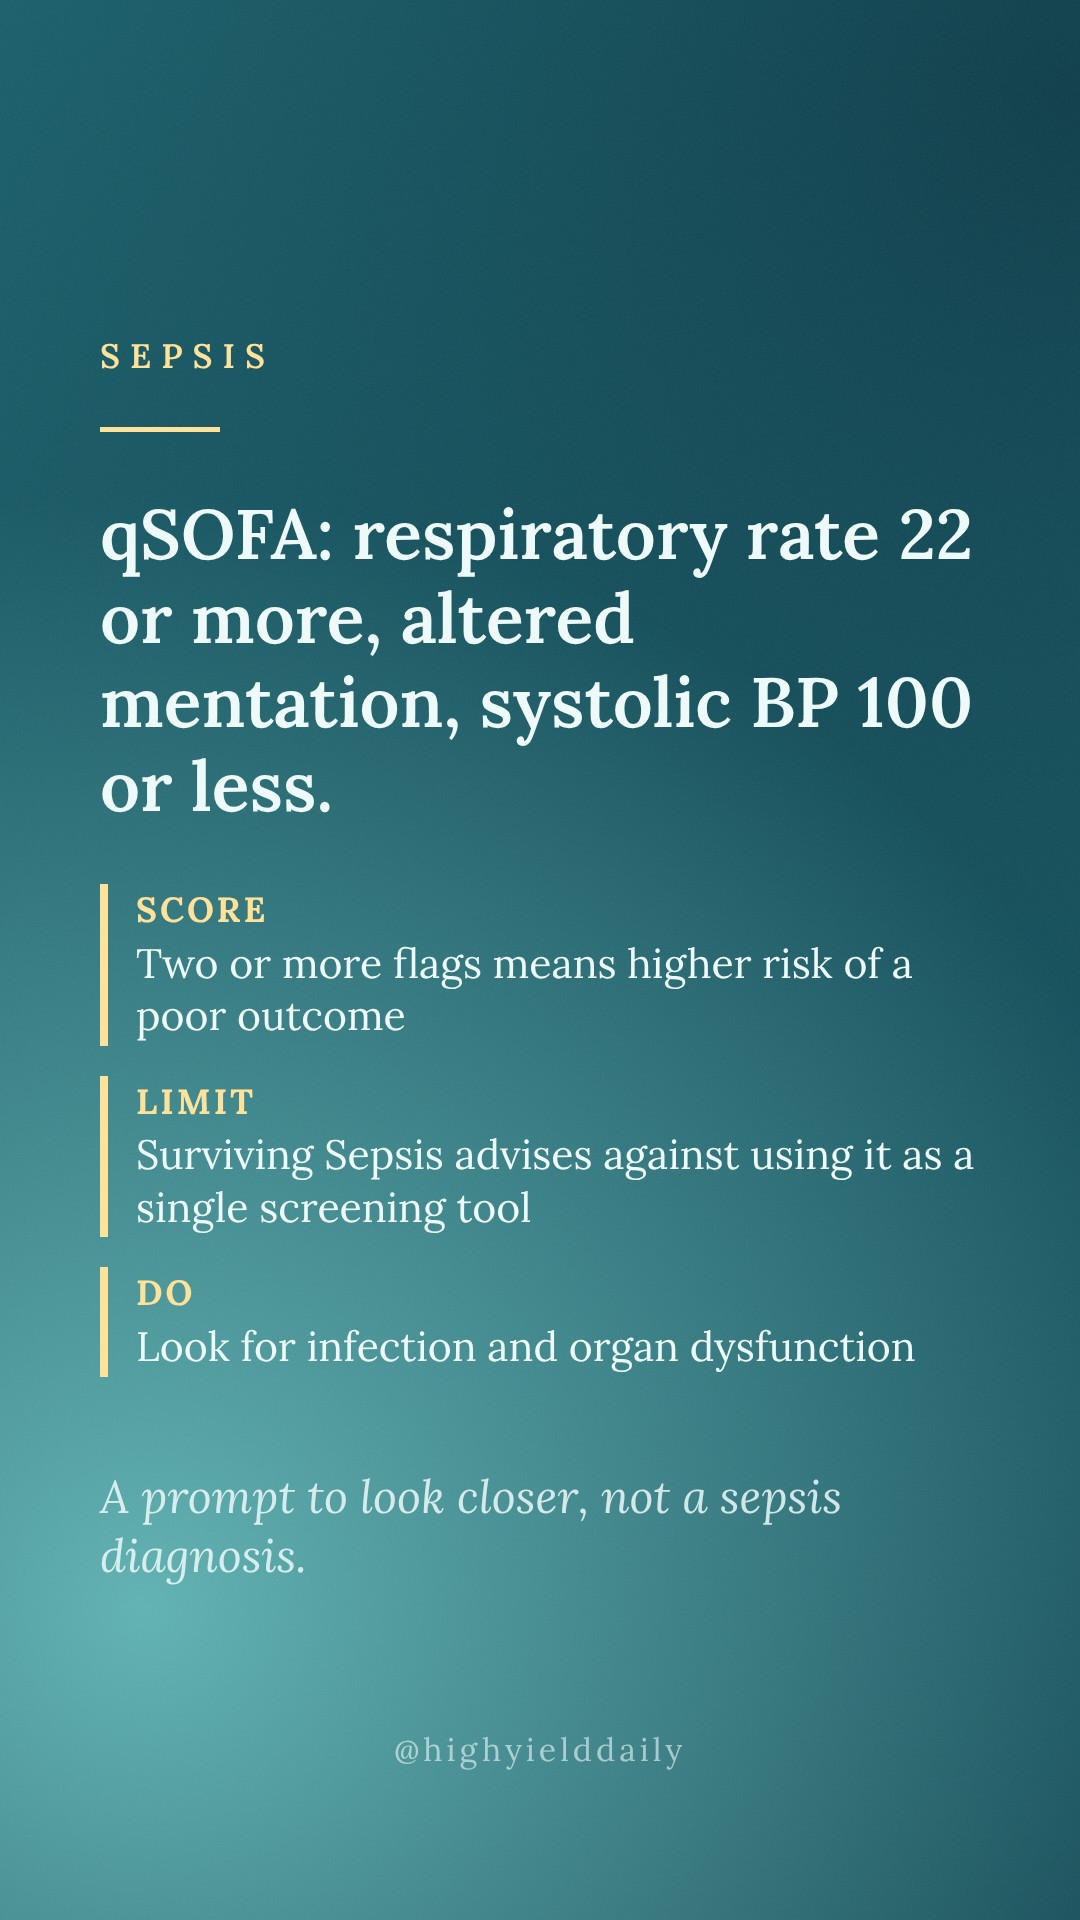 SEPSIS
qSOFA: respiratory rate 22
or more, altered
mentation, systolic BP 100
or less.
SCORE
Two or more flags means higher risk of a
poor outcome
LIMIT
Surviving Sepsis advises against using it as a
single screening tool
DO
Look for infection and organ dysfunction
A prompt to look closer, not a sepsis
diagnosis.
@highyielddaily